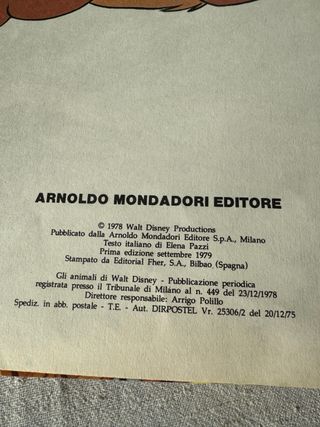 ARNOLDO MONDADORI EDITORE
© 1978 Walt Disney Productions
Pubblicato dalla Arnoldo Mondadori Editore S.p.A., Milano
Testo italiano di Elena Pazzi
Prima edizione settembre 1979
Stampato da Editorial Fher, S.A., Bilbao (Spagna)
Gli animali di Walt Disney - Pubblicazione periodica
registrata presso il Tribunale di Milano al n. 449 del 23/12/1978
Direttore responsabile: Arrigo Polillo
Spediz. in abb. postale - T.E. - Aut. DIRPOSTEL Vr. 25306/2 del 20/12/75